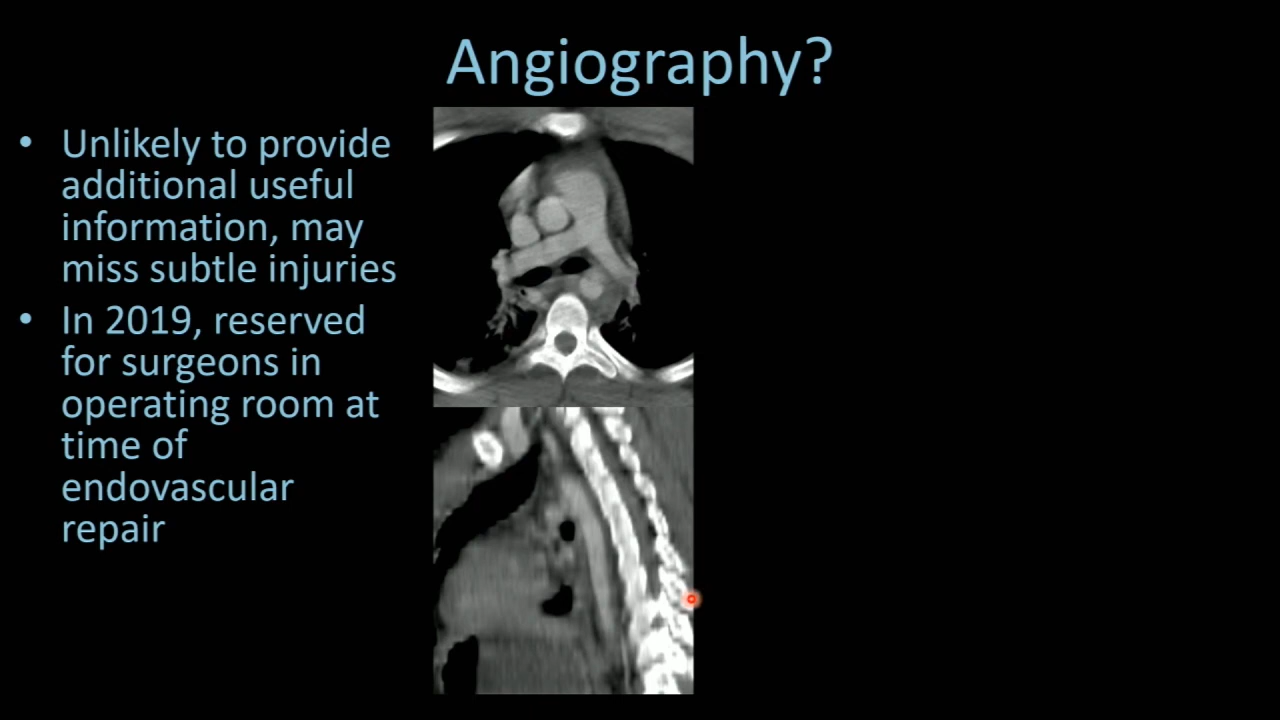 Angiography?
• Unlikely to provide
additional useful
information, may
miss subtle injuries
• In 2019, reserved
for surgeons in
operating room at
time of
endovascular
repair